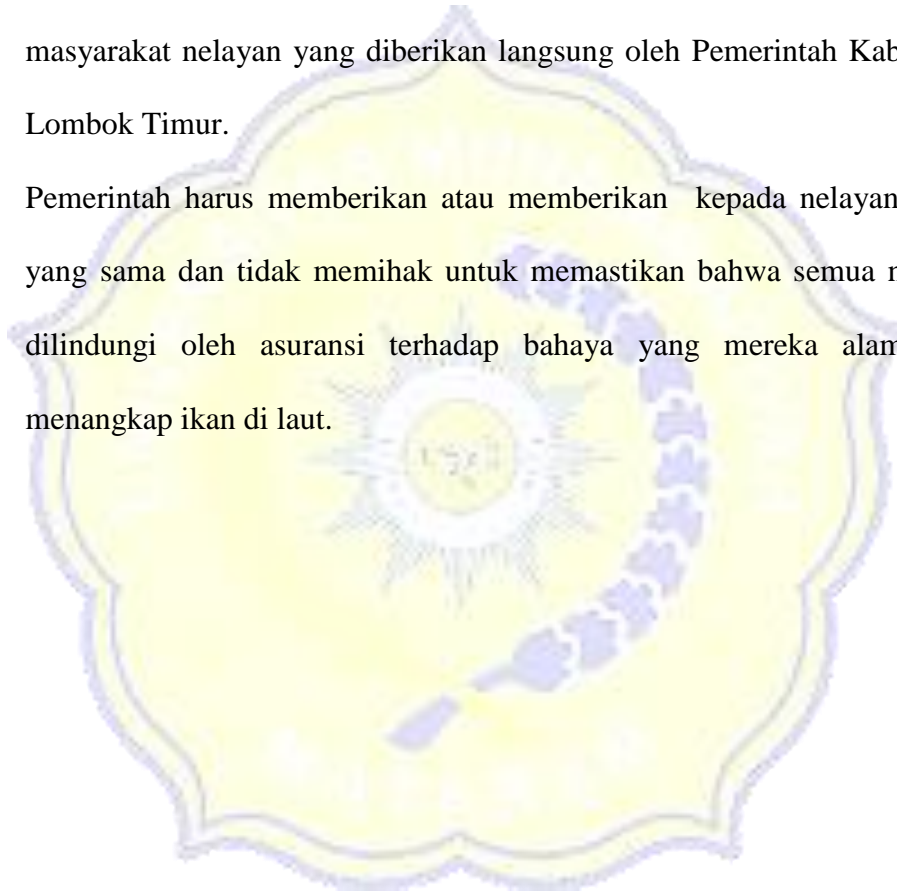 masyarakat nelayan yang diberikan langsung oleh Pemerintah Kab
Lombok Timur.
Pemerintah harus memberikan atau memberikan kepada nelayan
yang sama dan tidak memihak untuk memastikan bahwa semua
dilindungi oleh asuransi terhadap bahaya yang mereka
menangkap ikan di laut.